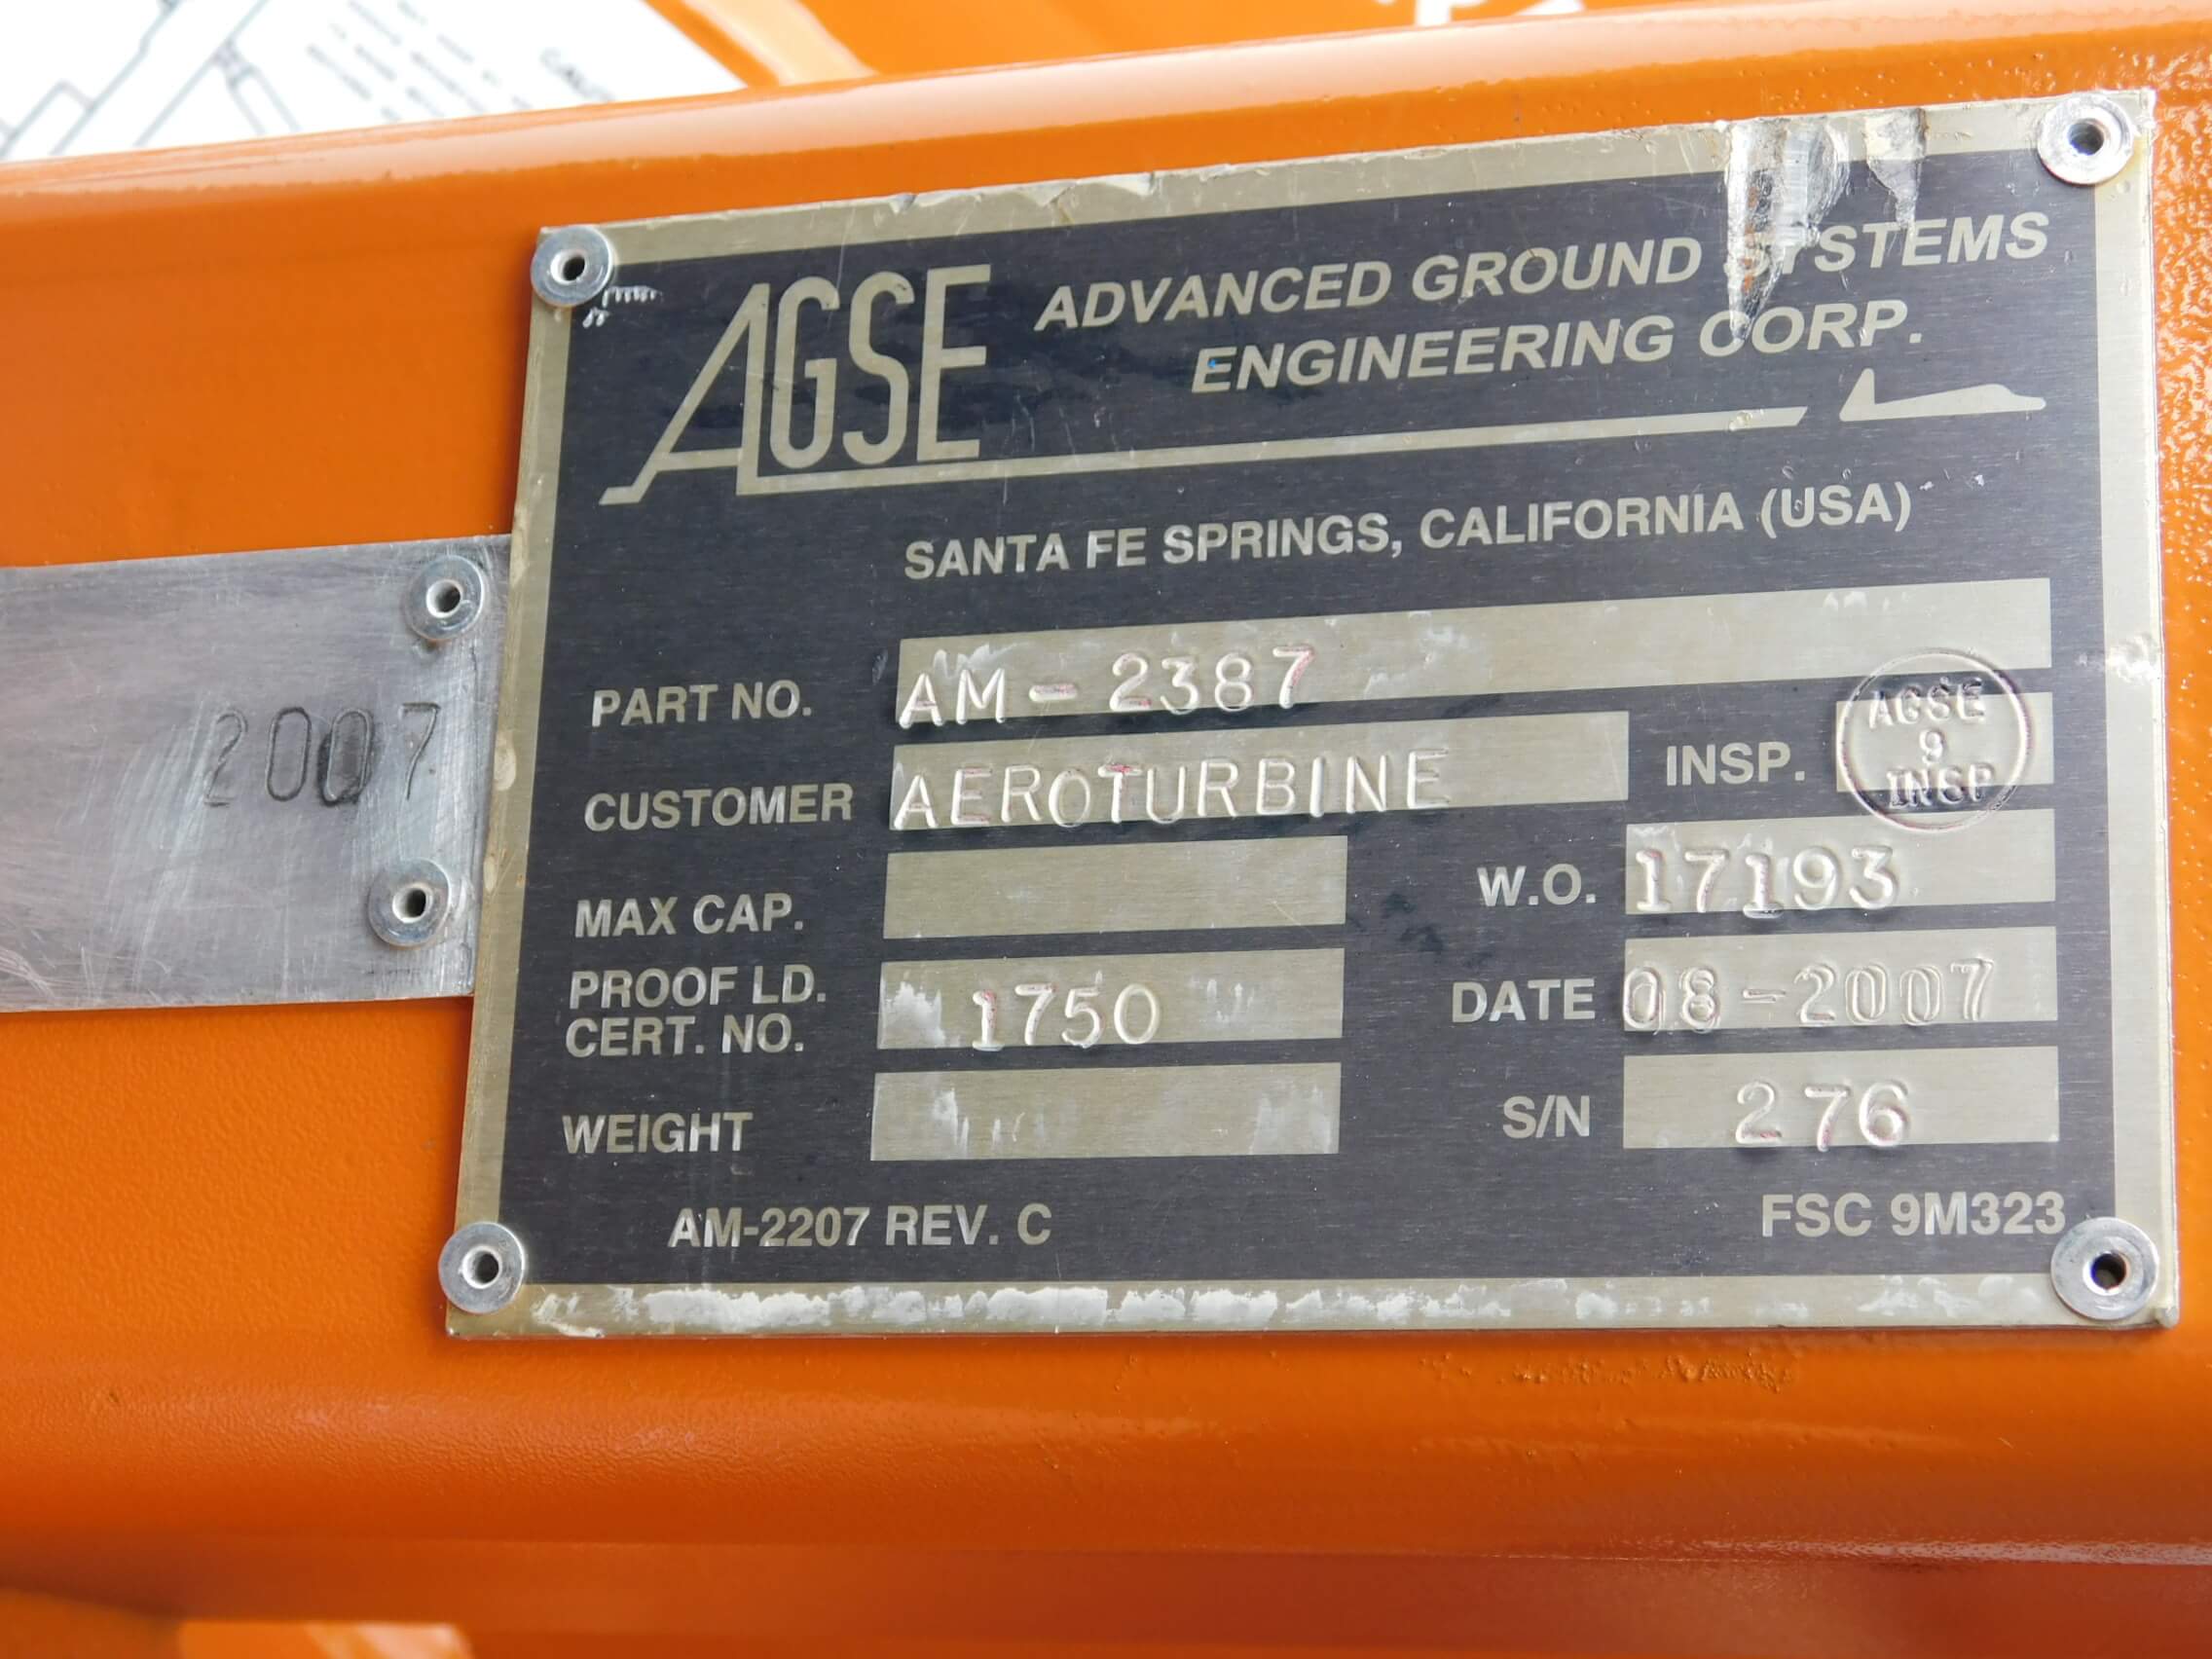 AGSE
ADVANCED GROUND SYSTEMS
ENGINEERING CORP.
SANTA FE SPRINGS, CALIFORNIA (USA)
PART NO. AM-2387
CUSTOMER AEROTURBINE INSP. AGSE 9 INSP
MAX CAP. W.O. 17193
PROOF LD. CERT. NO. 1750 DATE 08-2007
WEIGHT S/N 276
AM-2207 REV. C FSC 9M323
2007